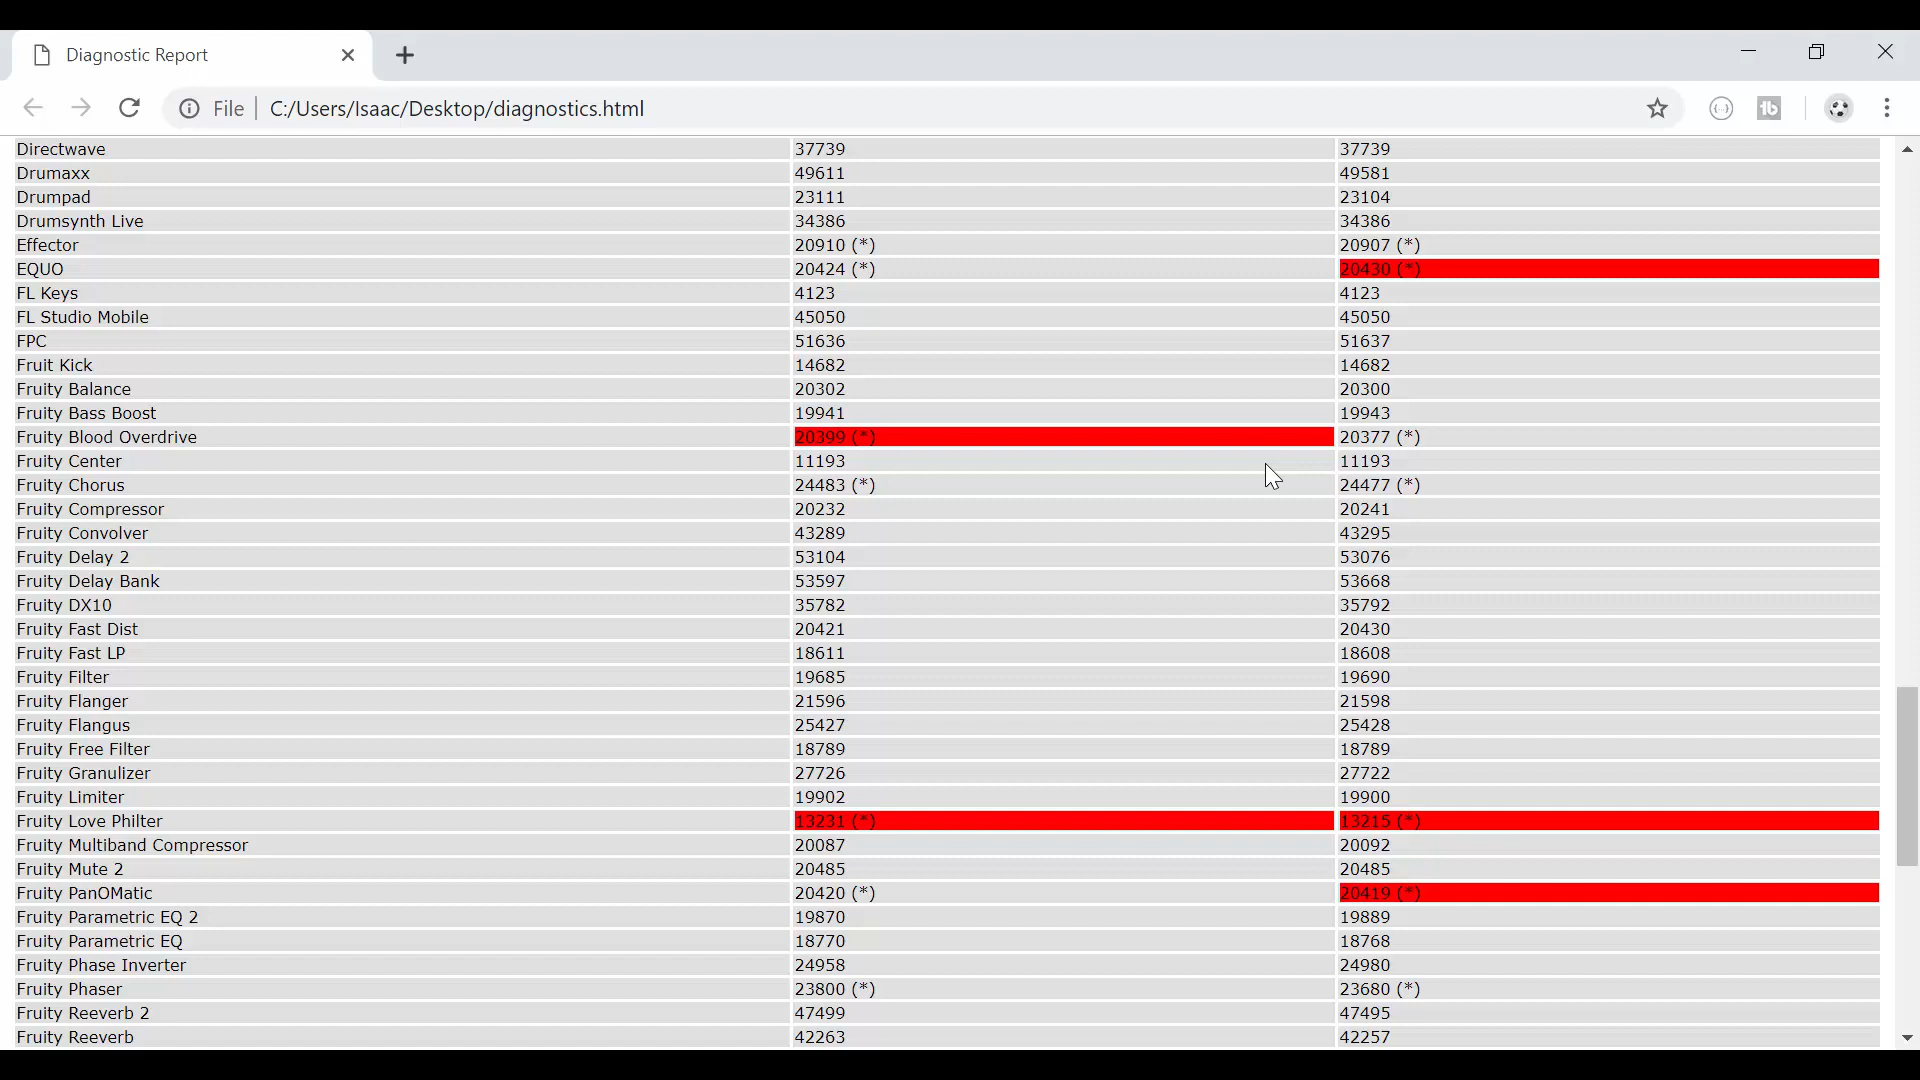 Diagnostic Report
File C:/Users/Isaac/Desktop/diagnostics.html
Directwave 37739 37739
Drumaxx 49611 49581
Drumpad 23111 23104
Drumsynth Live 34386 34386
Effector 20910 (*) 20907 (*)
EQUO 20424 (*) 20430 (*)
FL Keys 4123 4123
FL Studio Mobile 45050 45050
FPC 51636 51637
Fruit Kick 14682 14682
Fruity Balance 20302 20300
Fruity Bass Boost 19941 19943
Fruity Blood Overdrive 20399 (*) 20377 (*)
Fruity Center 11193 11193
Fruity Chorus 24483 (*) 24477 (*)
Fruity Compressor 20232 20241
Fruity Convolver 43289 43295
Fruity Delay 2 53104 53076
Fruity Delay Bank 53597 53668
Fruity DX10 35782 35792
Fruity Fast Dist 20421 20430
Fruity Fast LP 18611 18608
Fruity Filter 19685 19690
Fruity Flanger 21596 21598
Fruity Flangus 25427 25428
Fruity Free Filter 18789 18789
Fruity Granulizer 27726 27722
Fruity Limiter 19902 19900
Fruity Love Philter 13231 (*) 13215 (*)
Fruity Multiband Compressor 20087 20092
Fruity Mute 2 20485 20485
Fruity PanOMatic 20420 (*) 20419 (*)
Fruity Parametric EQ 2 19870 19889
Fruity Parametric EQ 18770 18768
Fruity Phase Inverter 24958 24980
Fruity Phaser 23800 (*) 23680 (*)
Fruity Reeverb 2 47499 47495
Fruity Reeverb 42263 42257